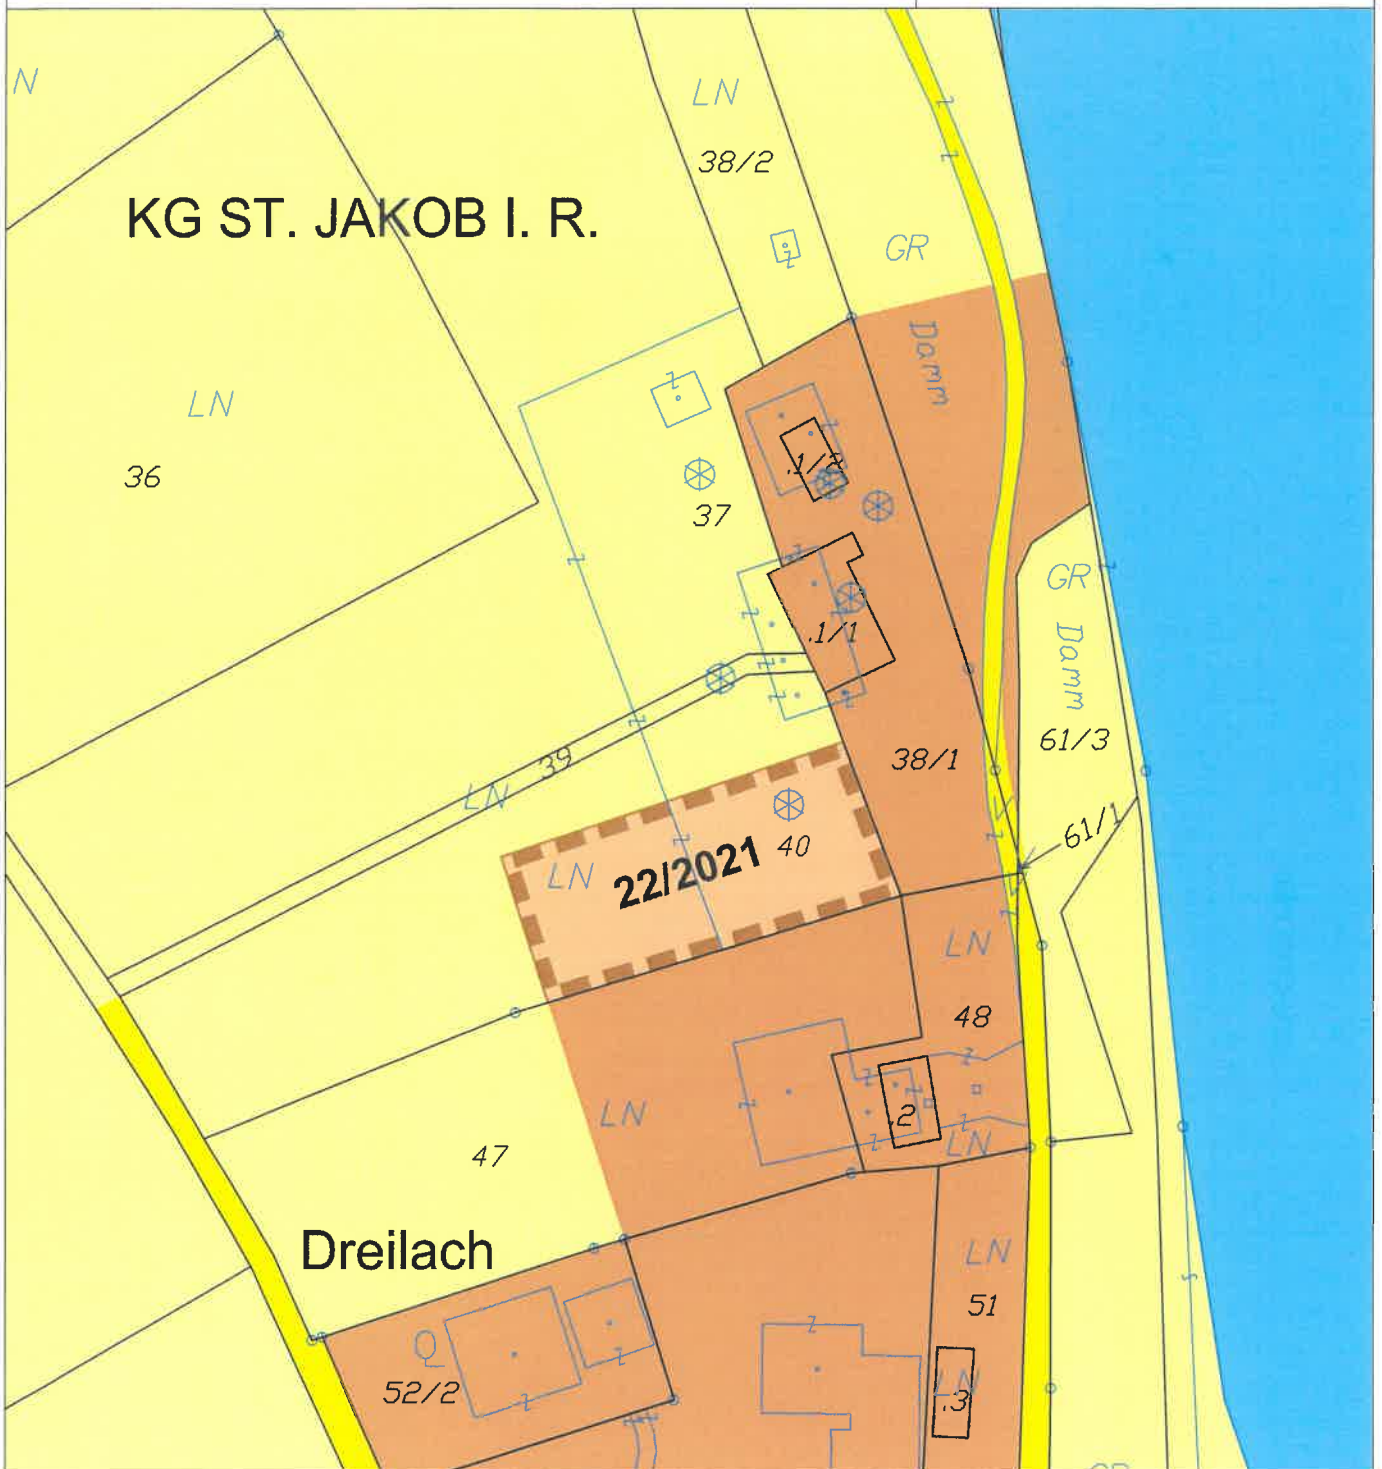 N
LN
38/2
KG ST. JAKOB I. R.
GR
Damm
LN
36
37
.1/2
GR
Damm
.1/1
61/3
38/1
39
LN
61/1
40
LN
22/2021
LN
48
LN
.2
LN
47
Dreilach
LN
51
Q
52/2
LN
.3
GR